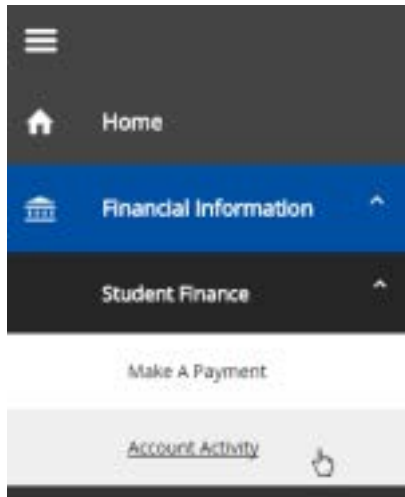 Home
Financial Information
Student Finance
Make A Payment
Account Activity